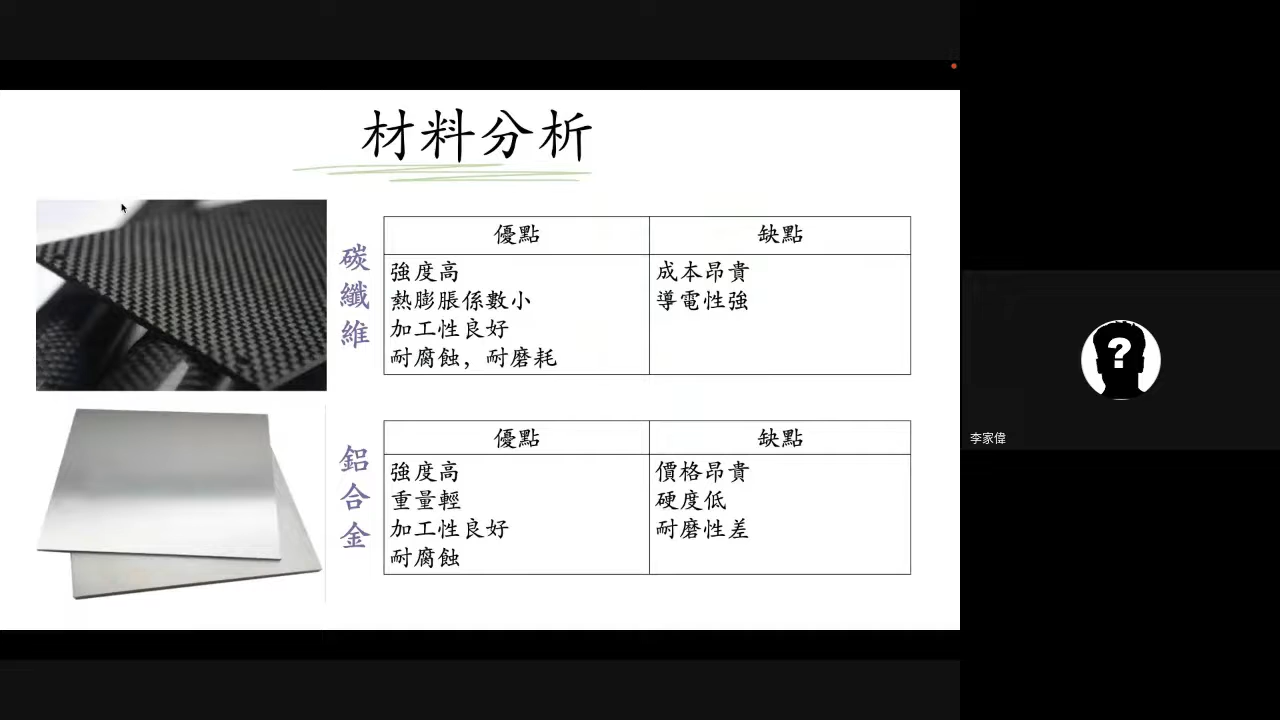 材料分析
碳纖維
優點
缺點
強度高
熱膨脹係數小
加工性良好
耐腐蝕，耐磨耗
成本昂貴
導電性強
鋁合金
優點
缺點
強度高
重量輕
加工性良好
耐腐蝕
價格昂貴
硬度低
耐磨性差
?
李家偉